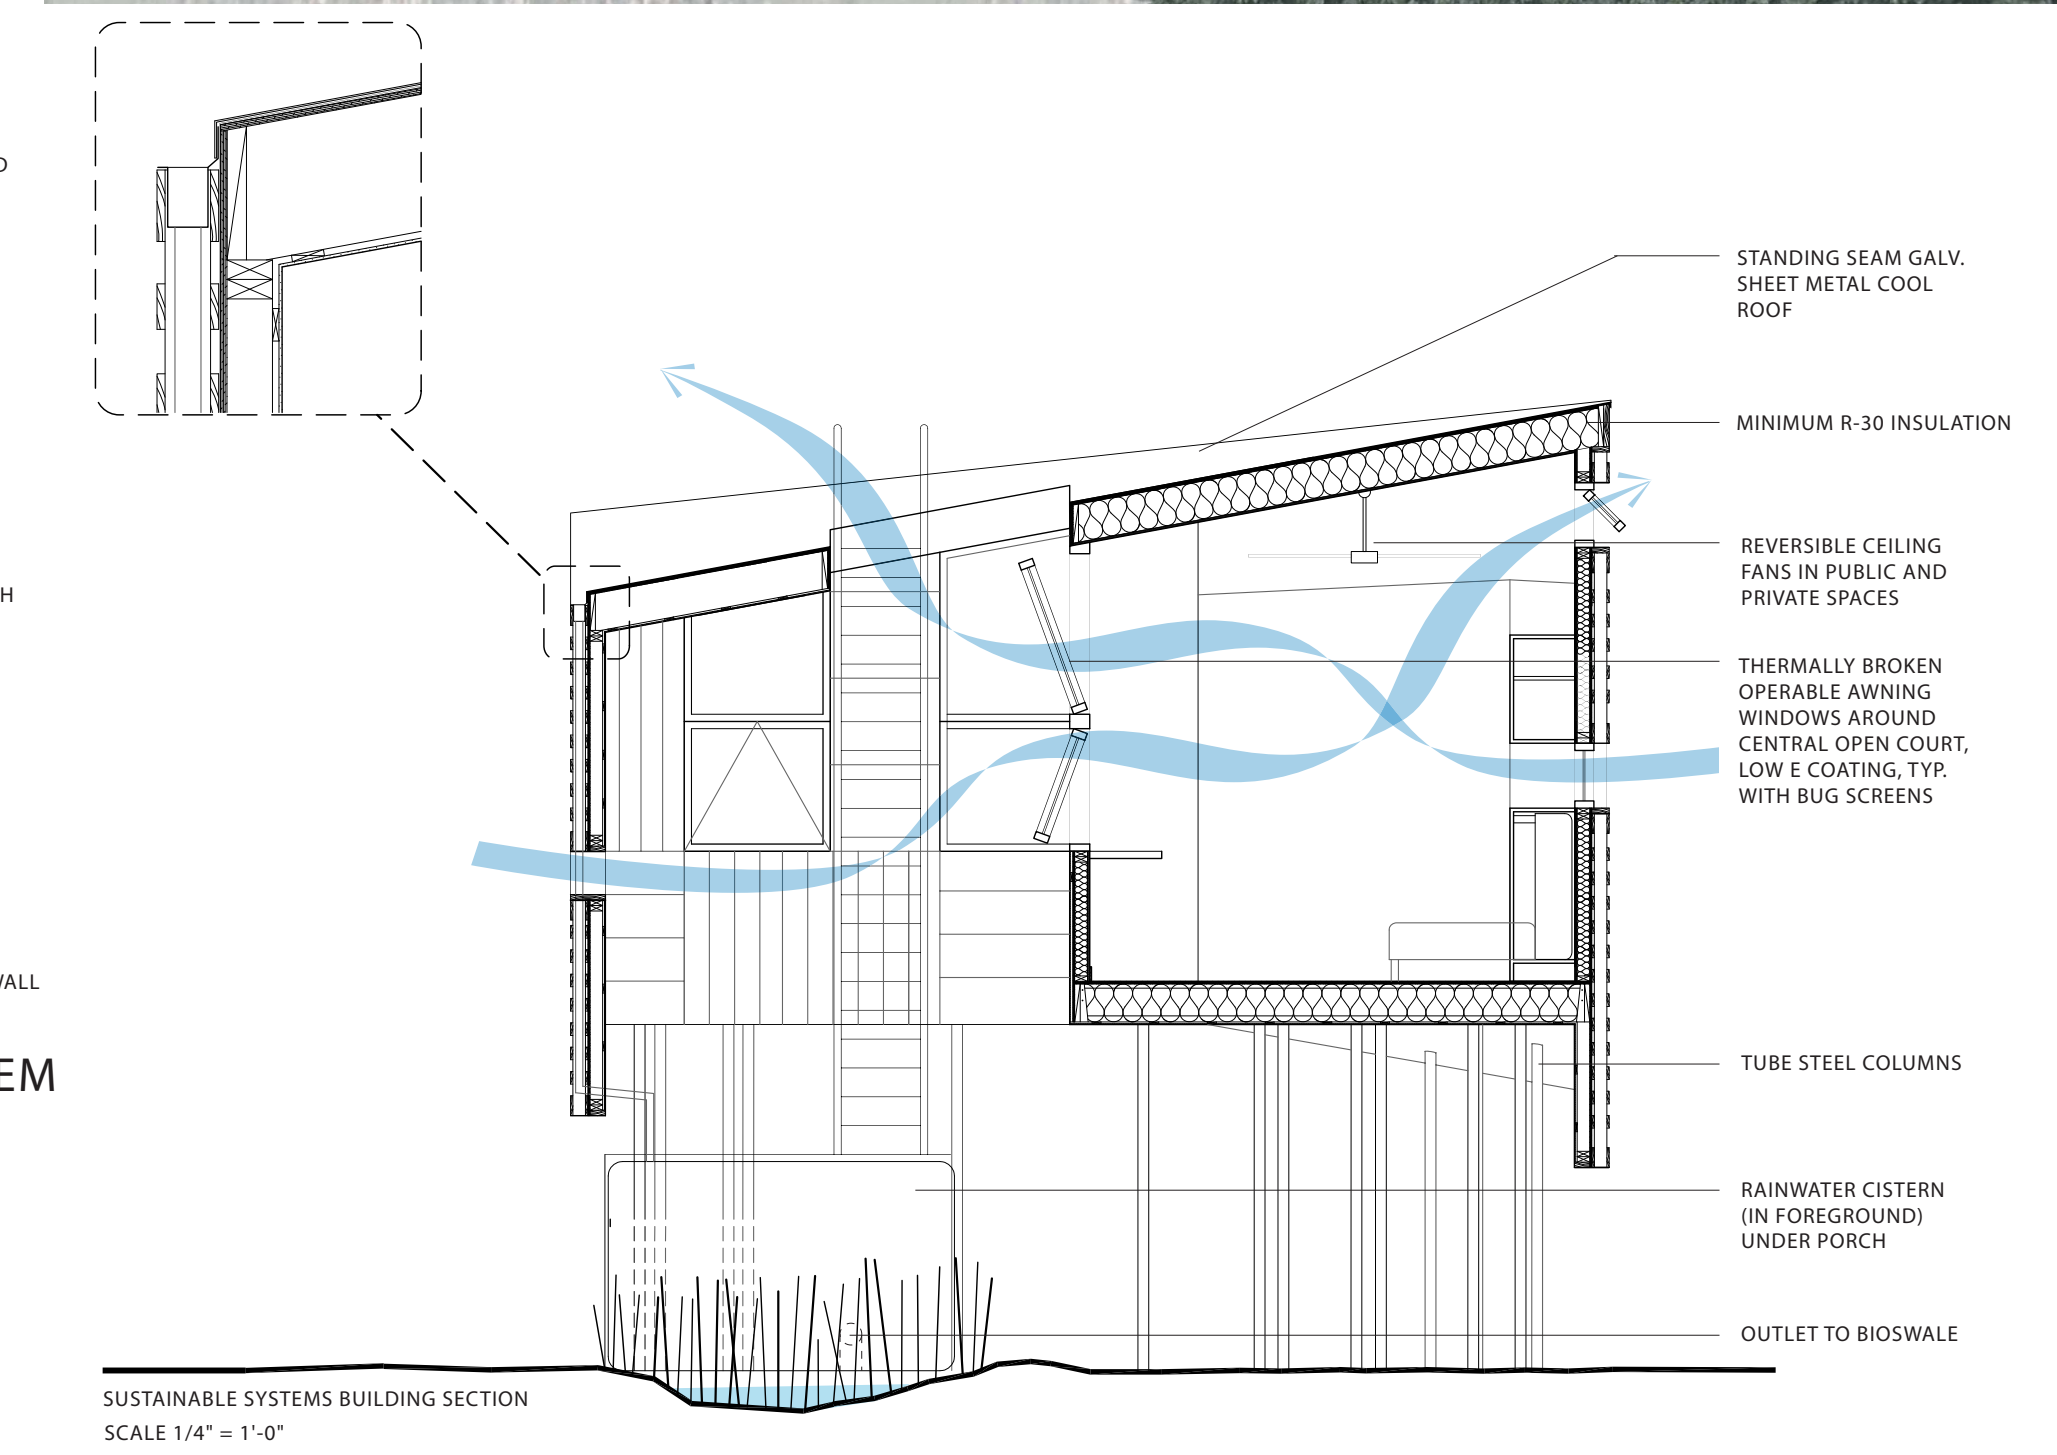 STANDING SEAM GALV.
SHEET METAL COOL
ROOF
MINIMUM R-30 INSULATION
REVERSIBLE CEILING
FANS IN PUBLIC AND
PRIVATE SPACES
THERMALLY BROKEN
OPERABLE AWNING
WINDOWS AROUND
CENTRAL OPEN COURT,
LOW E COATING, TYP.
WITH BUG SCREENS
TUBE STEEL COLUMNS
RAINWATER CISTERN
(IN FOREGROUND)
UNDER PORCH
OUTLET TO BIOSWALE
SUSTAINABLE SYSTEMS BUILDING SECTION
SCALE 1/4" = 1'-0"